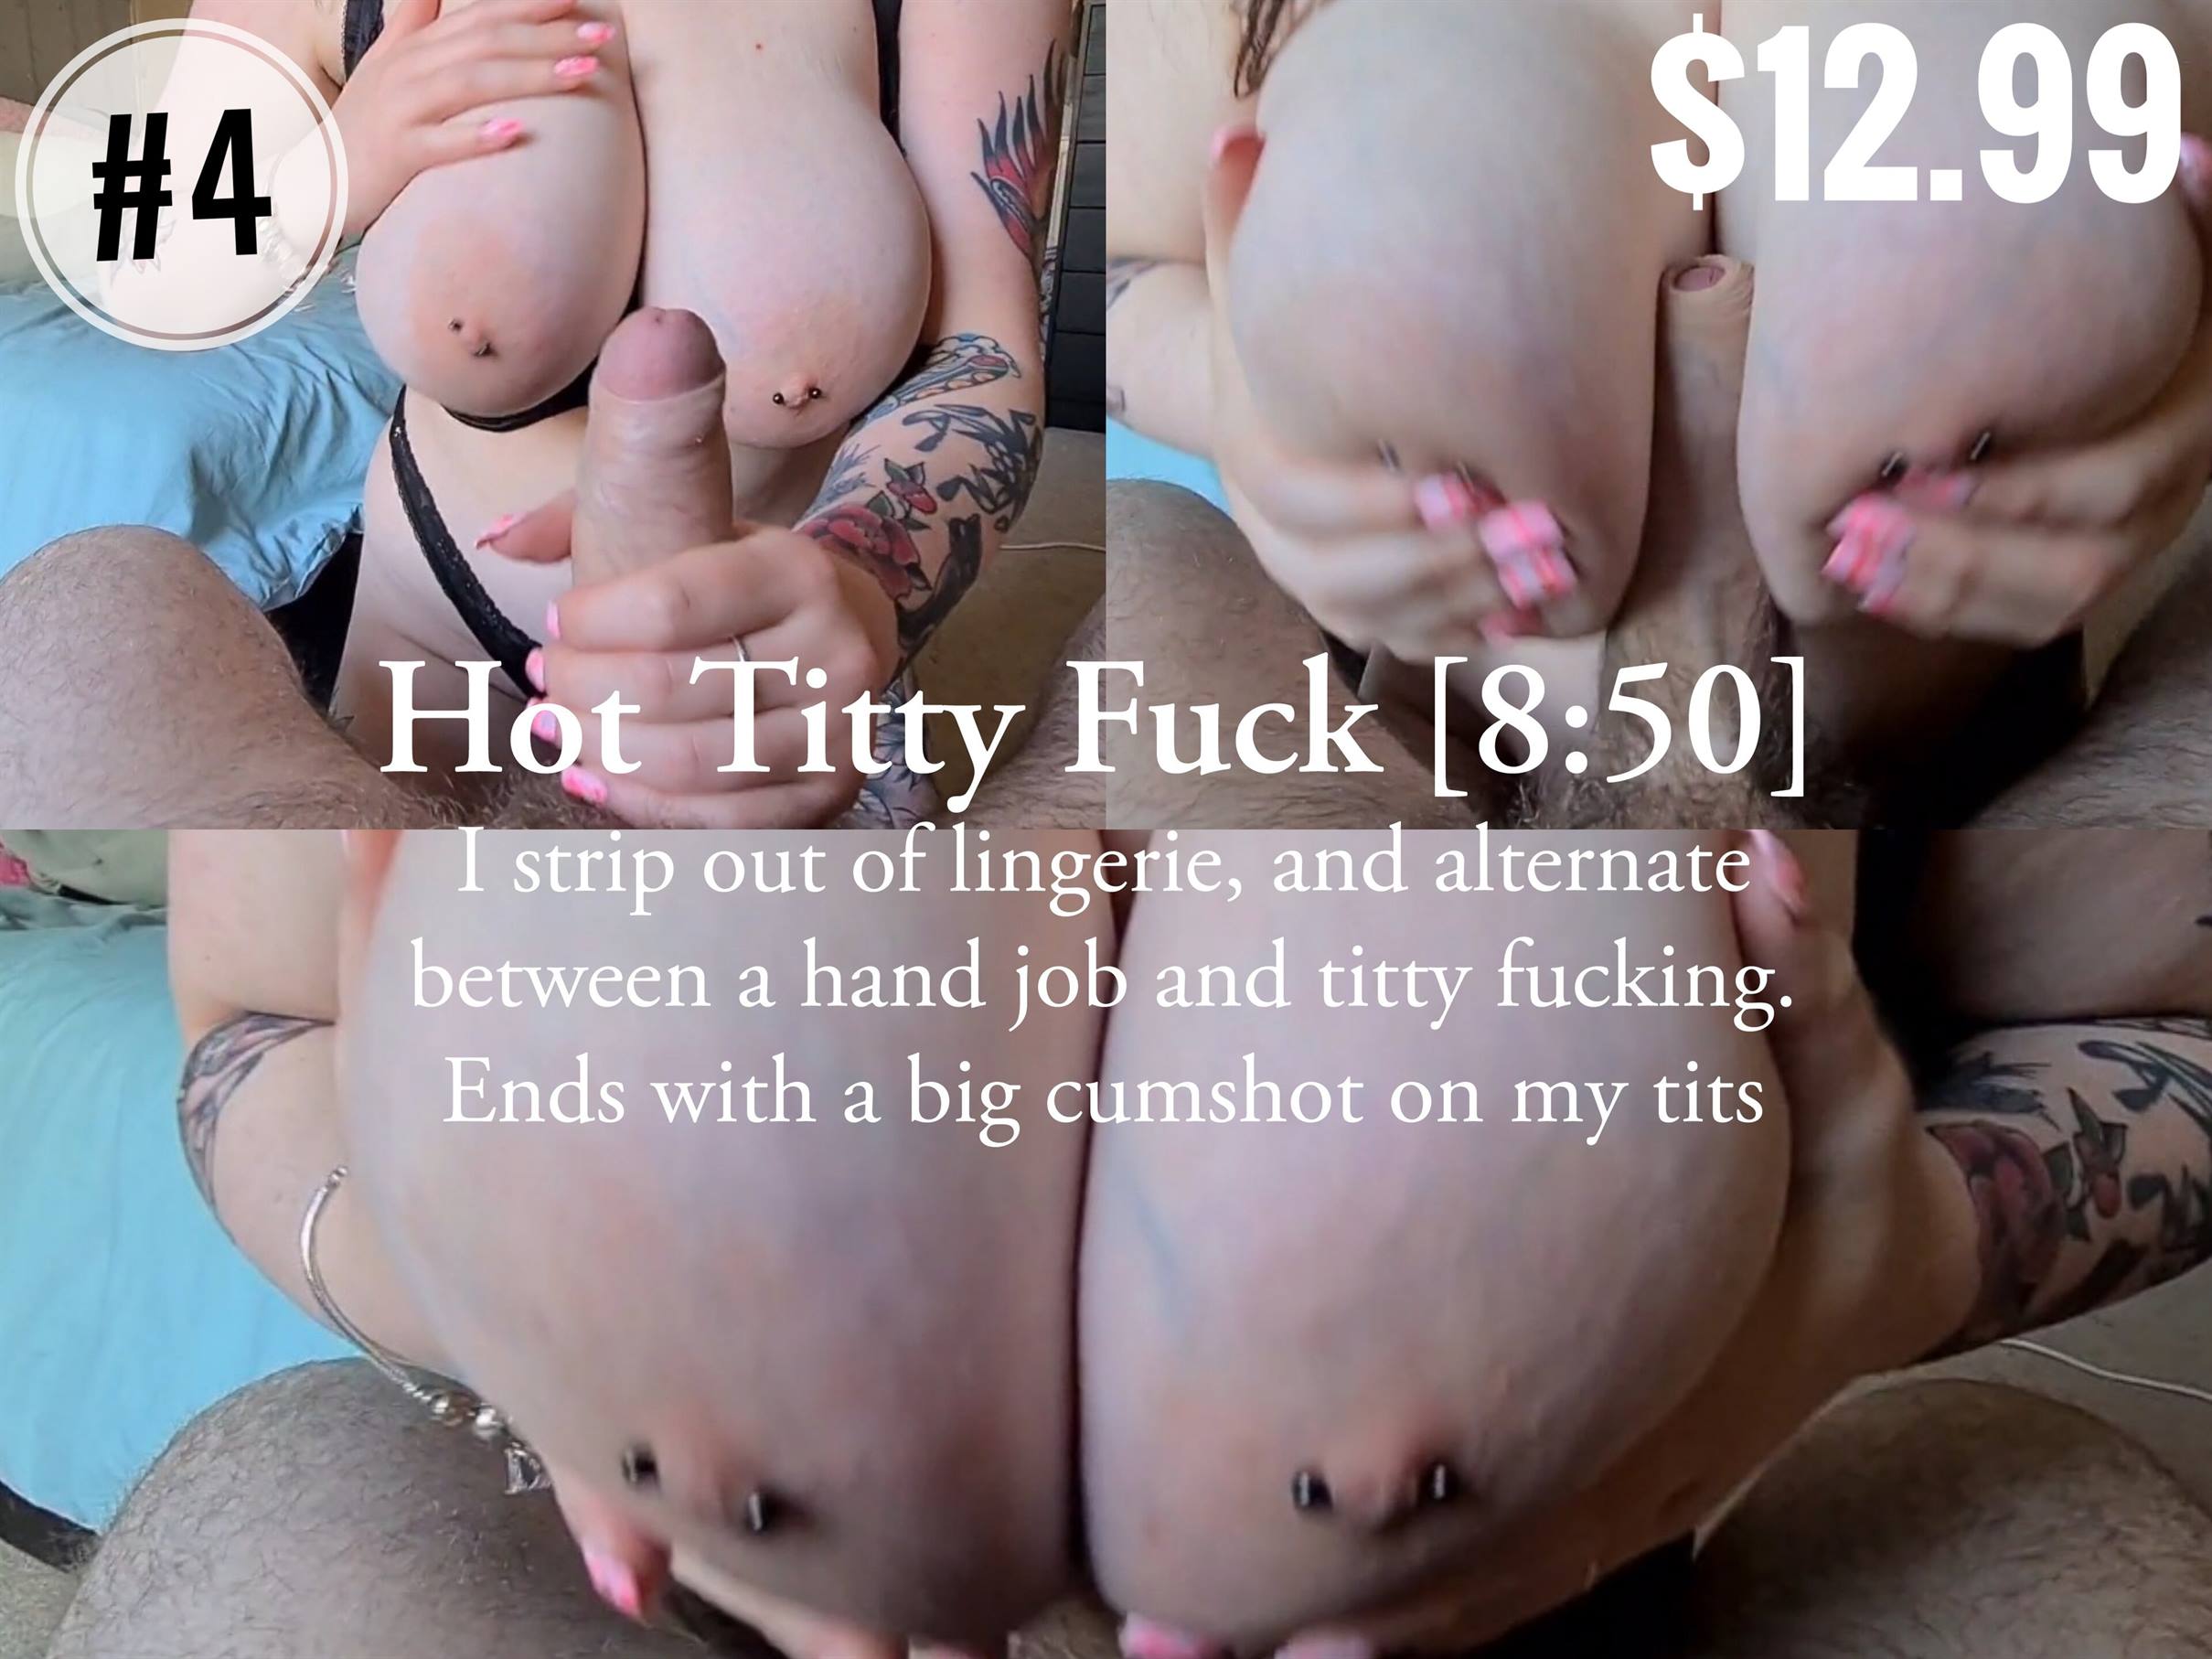 #4
$12.99
Hot Titty Fuck [8:50]
I strip out of lingerie, and alternate
between a hand job and titty fucking.
Ends with a big cumshot on my tits